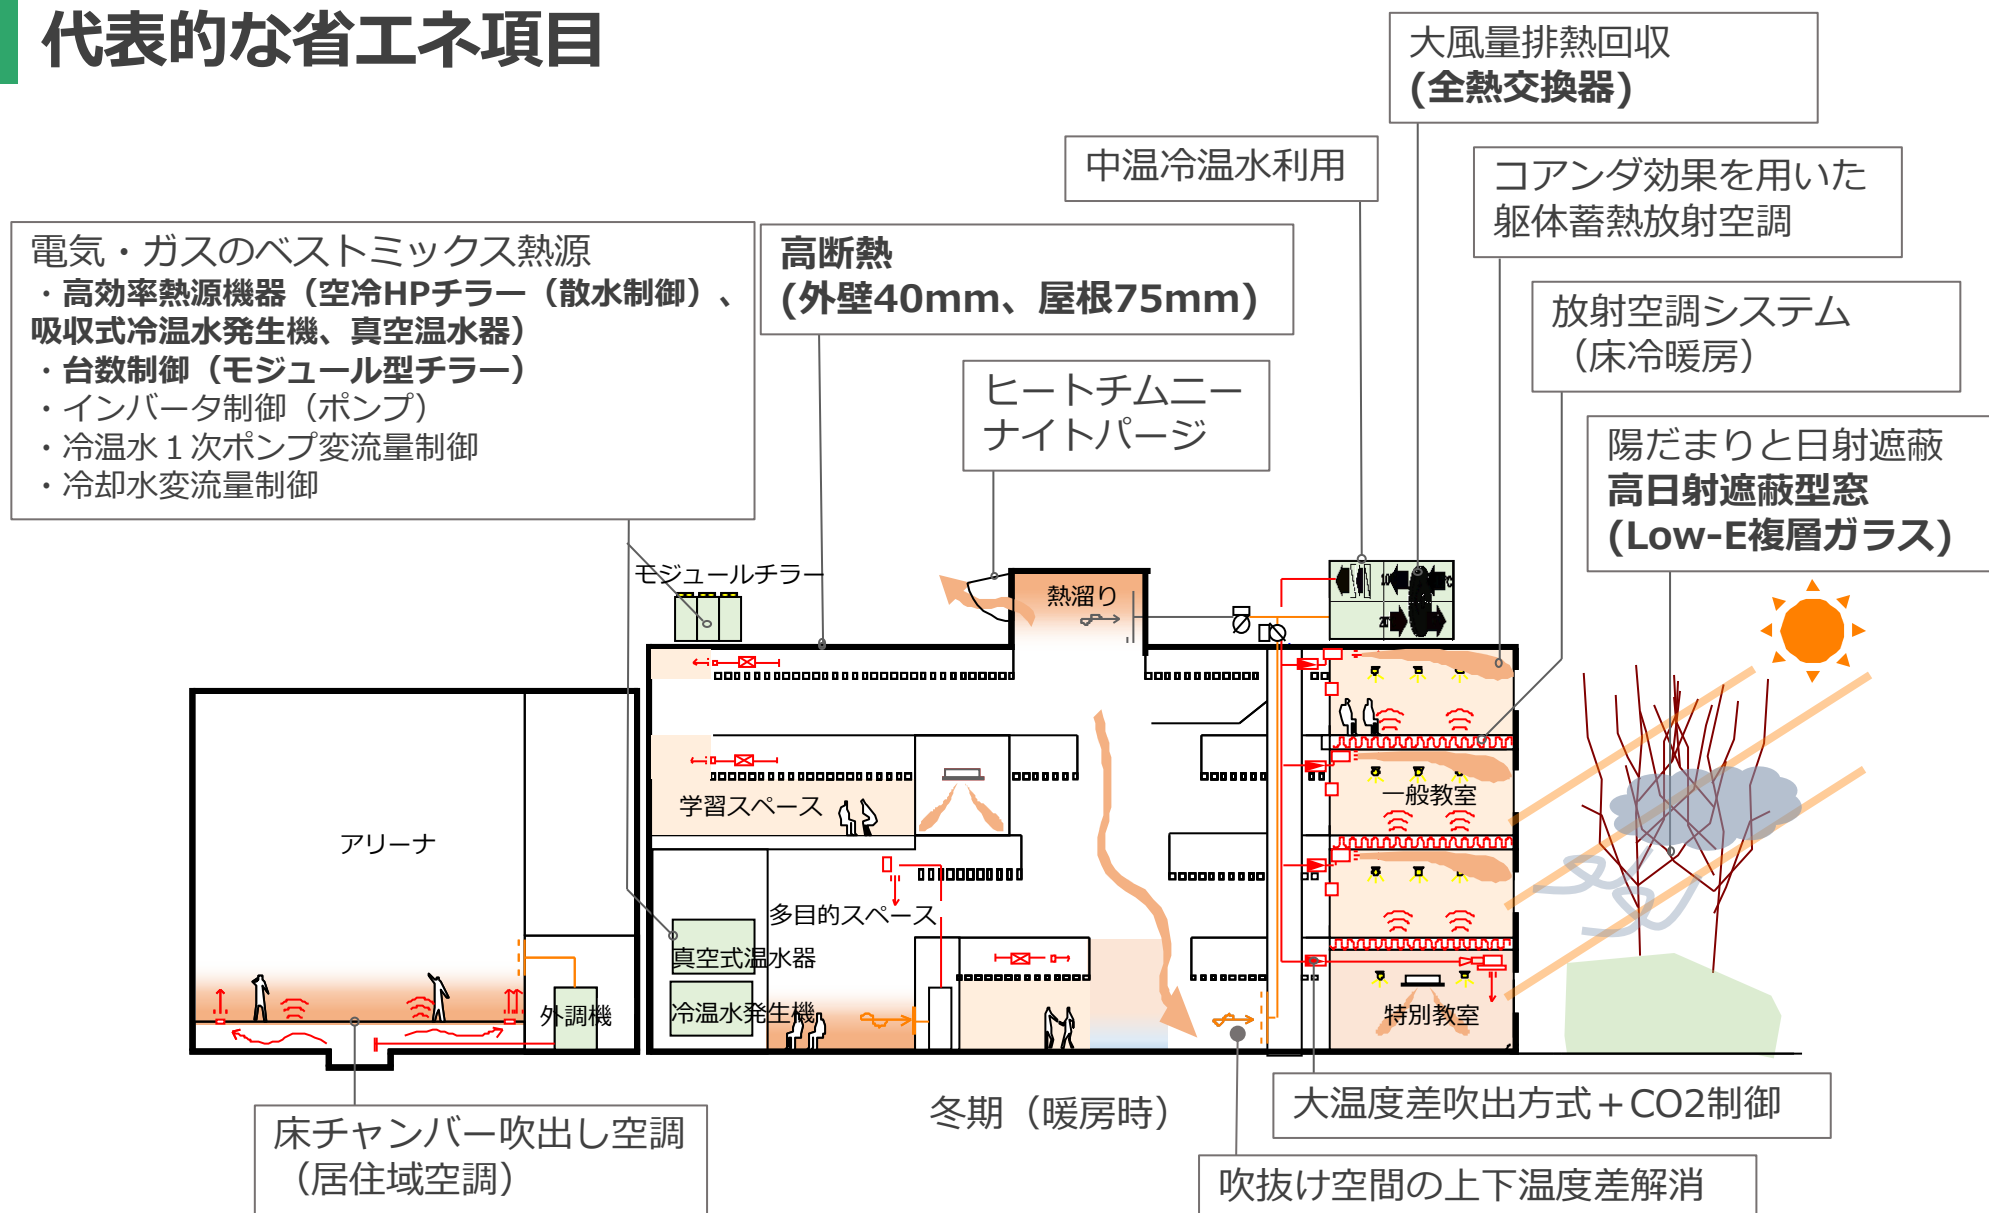 代表的な省エネ項目
大風量排熱回収
(全熱交換器)
中温冷温水利用
コアンダ効果を用いた
躯体蓄熱放射空調
電気・ガスのベストミックス熱源
・高効率熱源機器（空冷HPチラー（散水制御）、
吸収式冷温水発生機、真空温水器）
・台数制御（モジュール型チラー）
・インバータ制御（ポンプ）
・冷温水１次ポンプ変流量制御
・冷却水変流量制御
高断熱
(外壁40mm、屋根75mm)
放射空調システム
（床冷暖房）
ヒートチムニー
ナイトパージ
陽だまりと日射遮蔽
高日射遮蔽型窓
(Low-E複層ガラス)
モジュールチラー
熱溜り
学習スペース
一般教室
アリーナ
多目的スペース
真空式温水器
冷温水発生機
外調機
特別教室
冬期（暖房時）
大温度差吹出方式＋CO2制御
床チャンバー吹出し空調
（居住域空調）
吹抜け空間の上下温度差解消